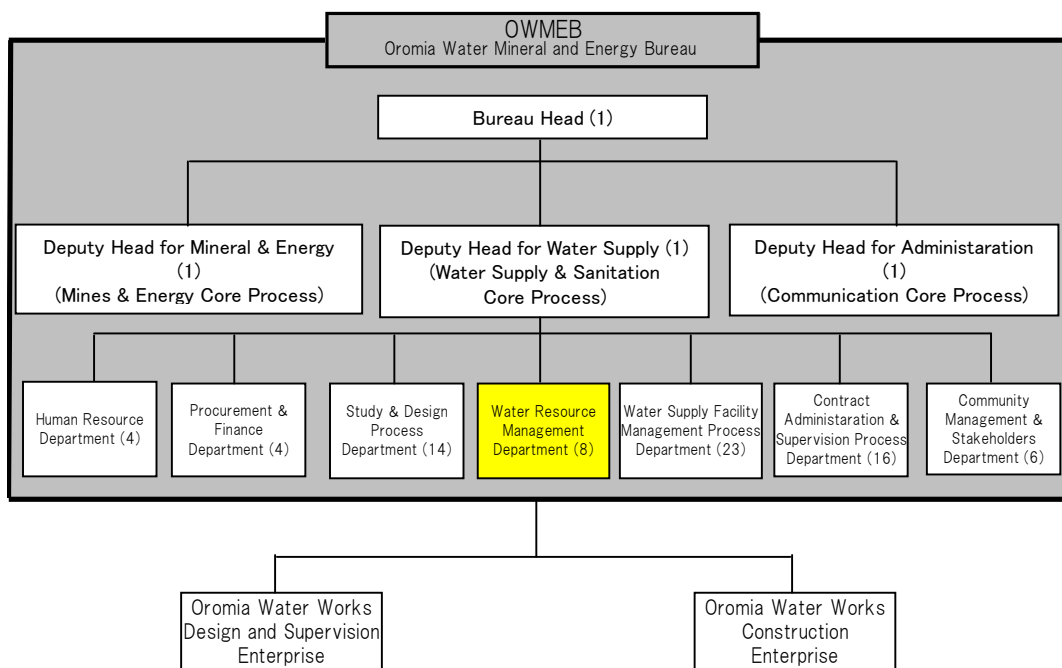 OWMEB
Oromia Water Mineral and Energy Bureau
Bureau Head (1)
Deputy Head for Mineral & Energy
(1)
(Mines & Energy Core Process)
Deputy Head for Water Supply (1)
(Water Supply & Sanitation
Core Process)
Deputy Head for Administaration
(1)
(Communication Core Process)
Human Resource
Department (4)
Procurement &
Finance
Department (4)
Study & Design
Process
Department (14)
Water Resource
Management
Department (8)
Water Supply Facility
Management Process
Department (23)
Contract
Administaration &
Supervision Process
Department (16)
Community
Management &
Stakeholders
Department (6)
Oromia Water Works
Design and Supervision
Enterprise
Oromia Water Works
Construction
Enterprise